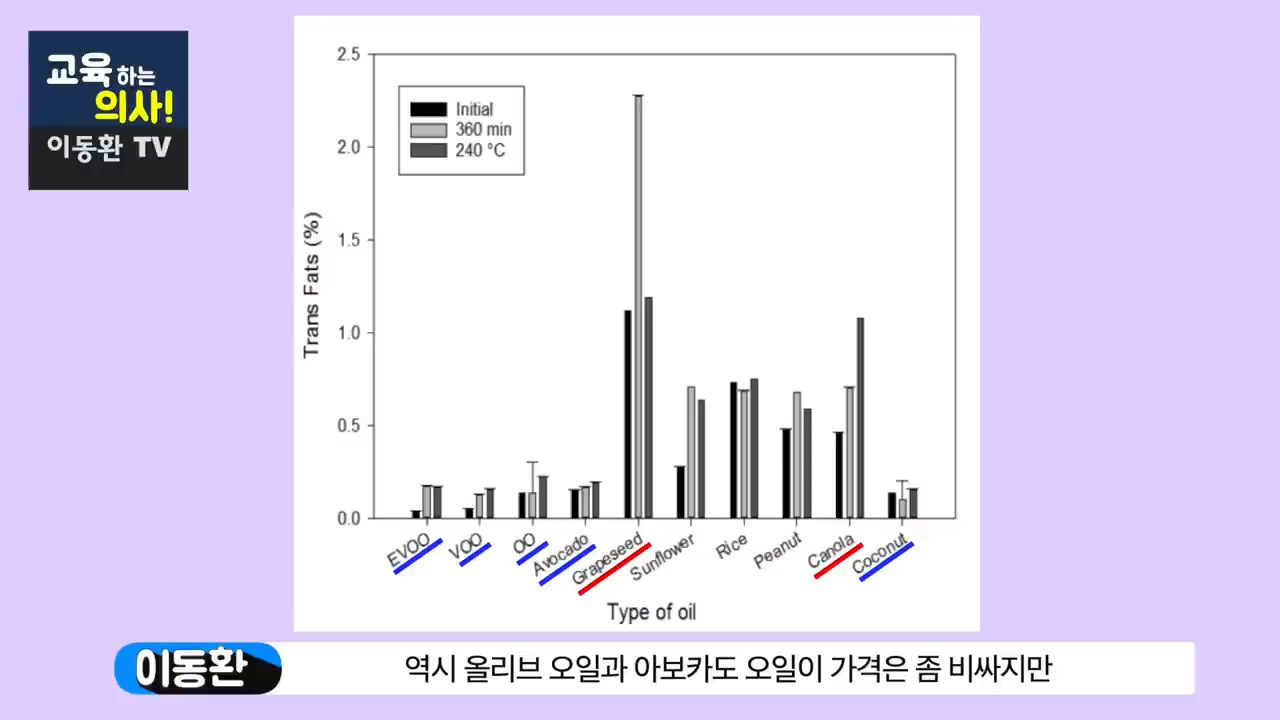 교육하는
의사!
이동환 TV
2.5
2.0
1.5
1.0
0.5
0.0
Trans Fats (%)
Initial
360 min
240 °C
EVOO
VOO
OO
Avocado
Grapeseed
Sunflower
Rice
Peanut
Canola
Coconut
Type of oil
이동환
역시 올리브 오일과 아보카도 오일이 가격은 좀 비싸지만